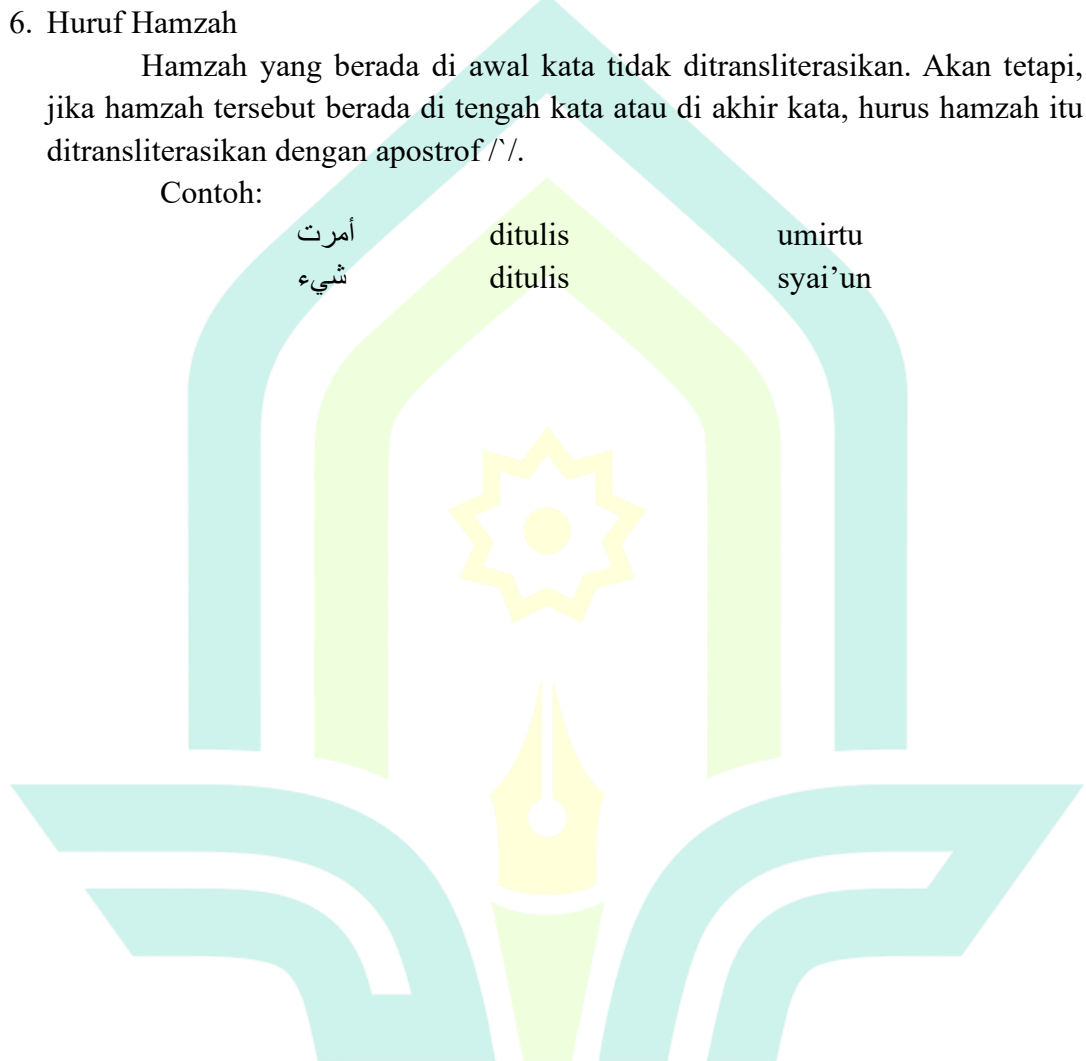 6. Huruf Hamzah
Hamzah yang berada di awal kata tidak ditransliterasikan. Akan tetapi,
jika hamzah tersebut berada di tengah kata atau di akhir kata, hurus hamzah itu
ditransliterasikan dengan apostrof /`/.
Contoh:
أمرت ditulis umirtu
شيء ditulis syai’un